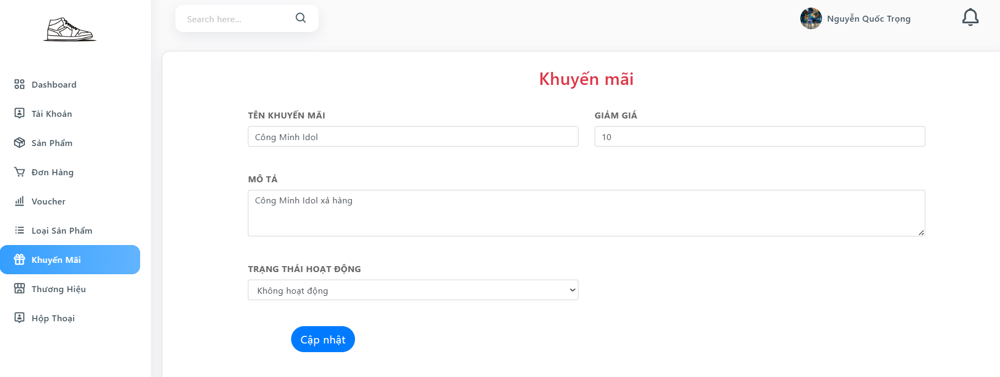 Search here...
Nguyễn Quốc Trọng
Dashboard
Tài Khoản
Sản Phẩm
Đơn Hàng
Voucher
Loại Sản Phẩm
Khuyến Mãi
Thương Hiệu
Hộp Thoại
Khuyến mãi
TÊN KHUYẾN MÃI
GIẢM GIÁ
Công Minh Idol
10
MÔ TẢ
Công Minh Idol xả hàng
TRẠNG THÁI HOẠT ĐỘNG
Không hoạt động
Cập nhật